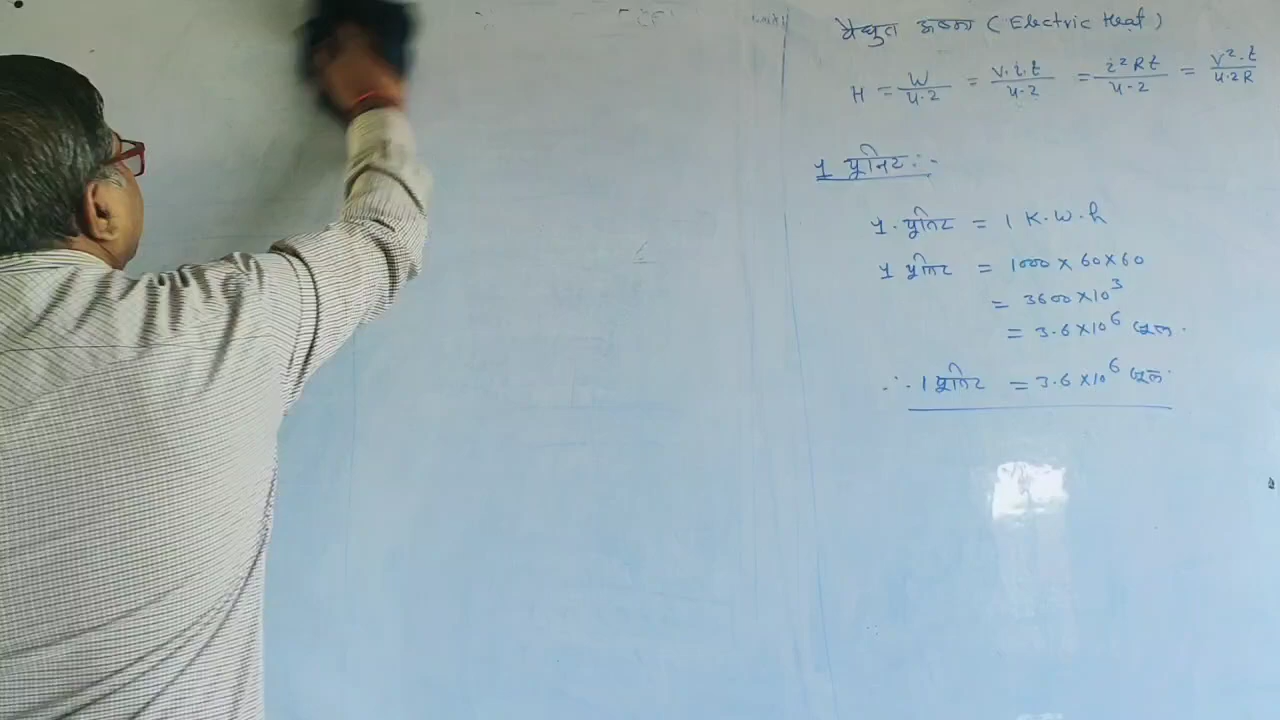 वैधुत ऊष्मा ( Electric Heat )
H = W/4.2 = V.i.t/4.2 = i²Rt/4.2 = V².t/4.2R
1 यूनिट :-
1. यूनिट = 1 K.W.h
1 यूनिट = 1000 × 60 × 60
= 3600 × 10³
= 3.6 × 10⁶ जूल.
∴ 1 यूनिट = 3.6 × 10⁶ जूल.